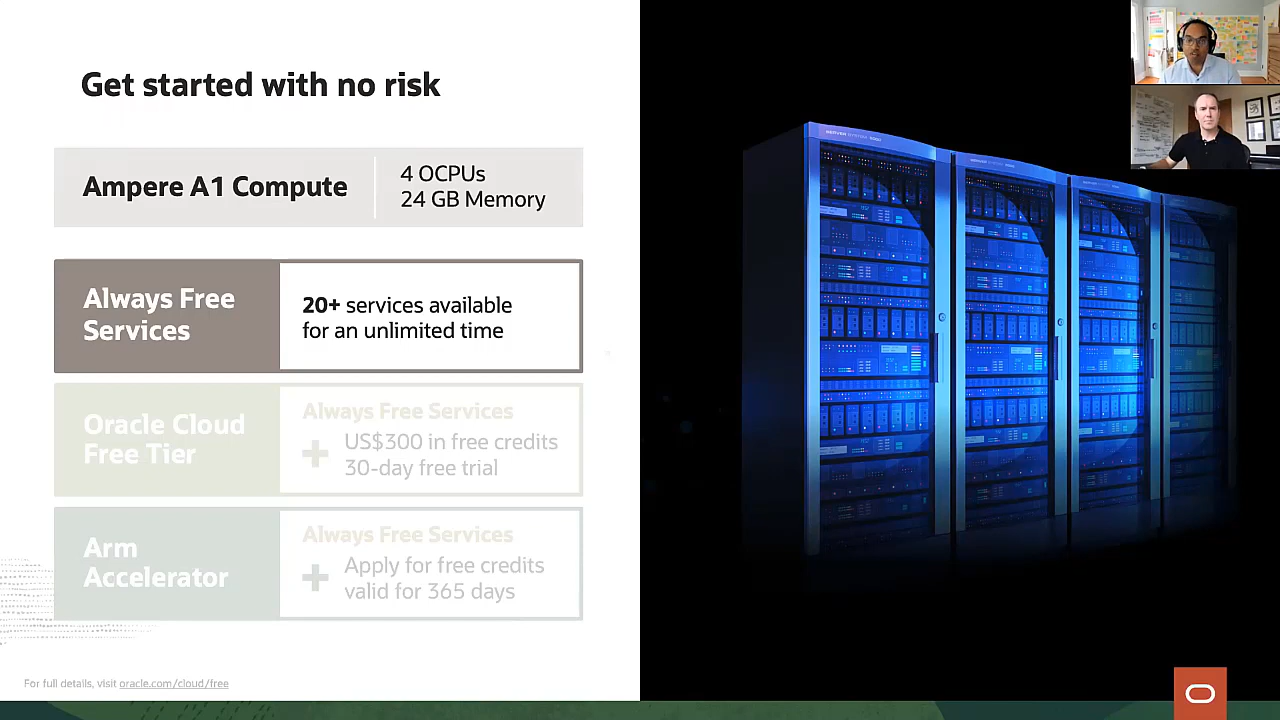 Get started with no risk
Ampere A1 Compute
4 OCPUs
24 GB Memory
Always Free
Services
20+ services available
for an unlimited time
Oracle Cloud
Free Tier
Always Free Services
+ US$300 in free credits
30-day free trial
Arm
Accelerator
Always Free Services
+ Apply for free credits
valid for 365 days
For full details, visit oracle.com/cloud/free
SERVER SYSTEM